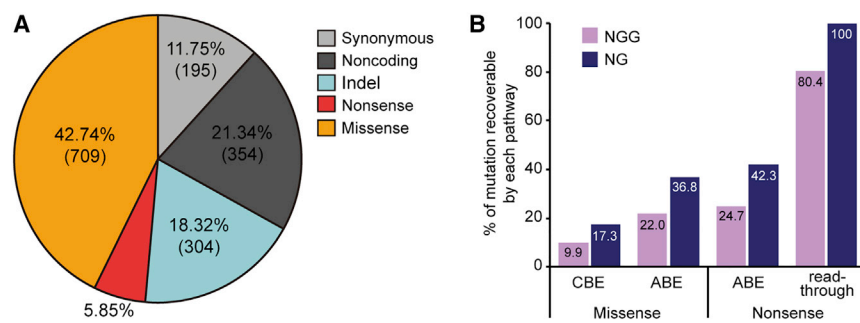 A
11.75%
(195)
21.34%
(354)
18.32%
(304)
5.85%
42.74%
(709)
Synonymous
Noncoding
Indel
Nonsense
Missense
B
% of mutation recoverable
by each pathway
100
80
60
40
20
0
NGG
NG
9.9
17.3
22.0
36.8
24.7
42.3
80.4
100
CBE
ABE
ABE
read-
through
Missense
Nonsense